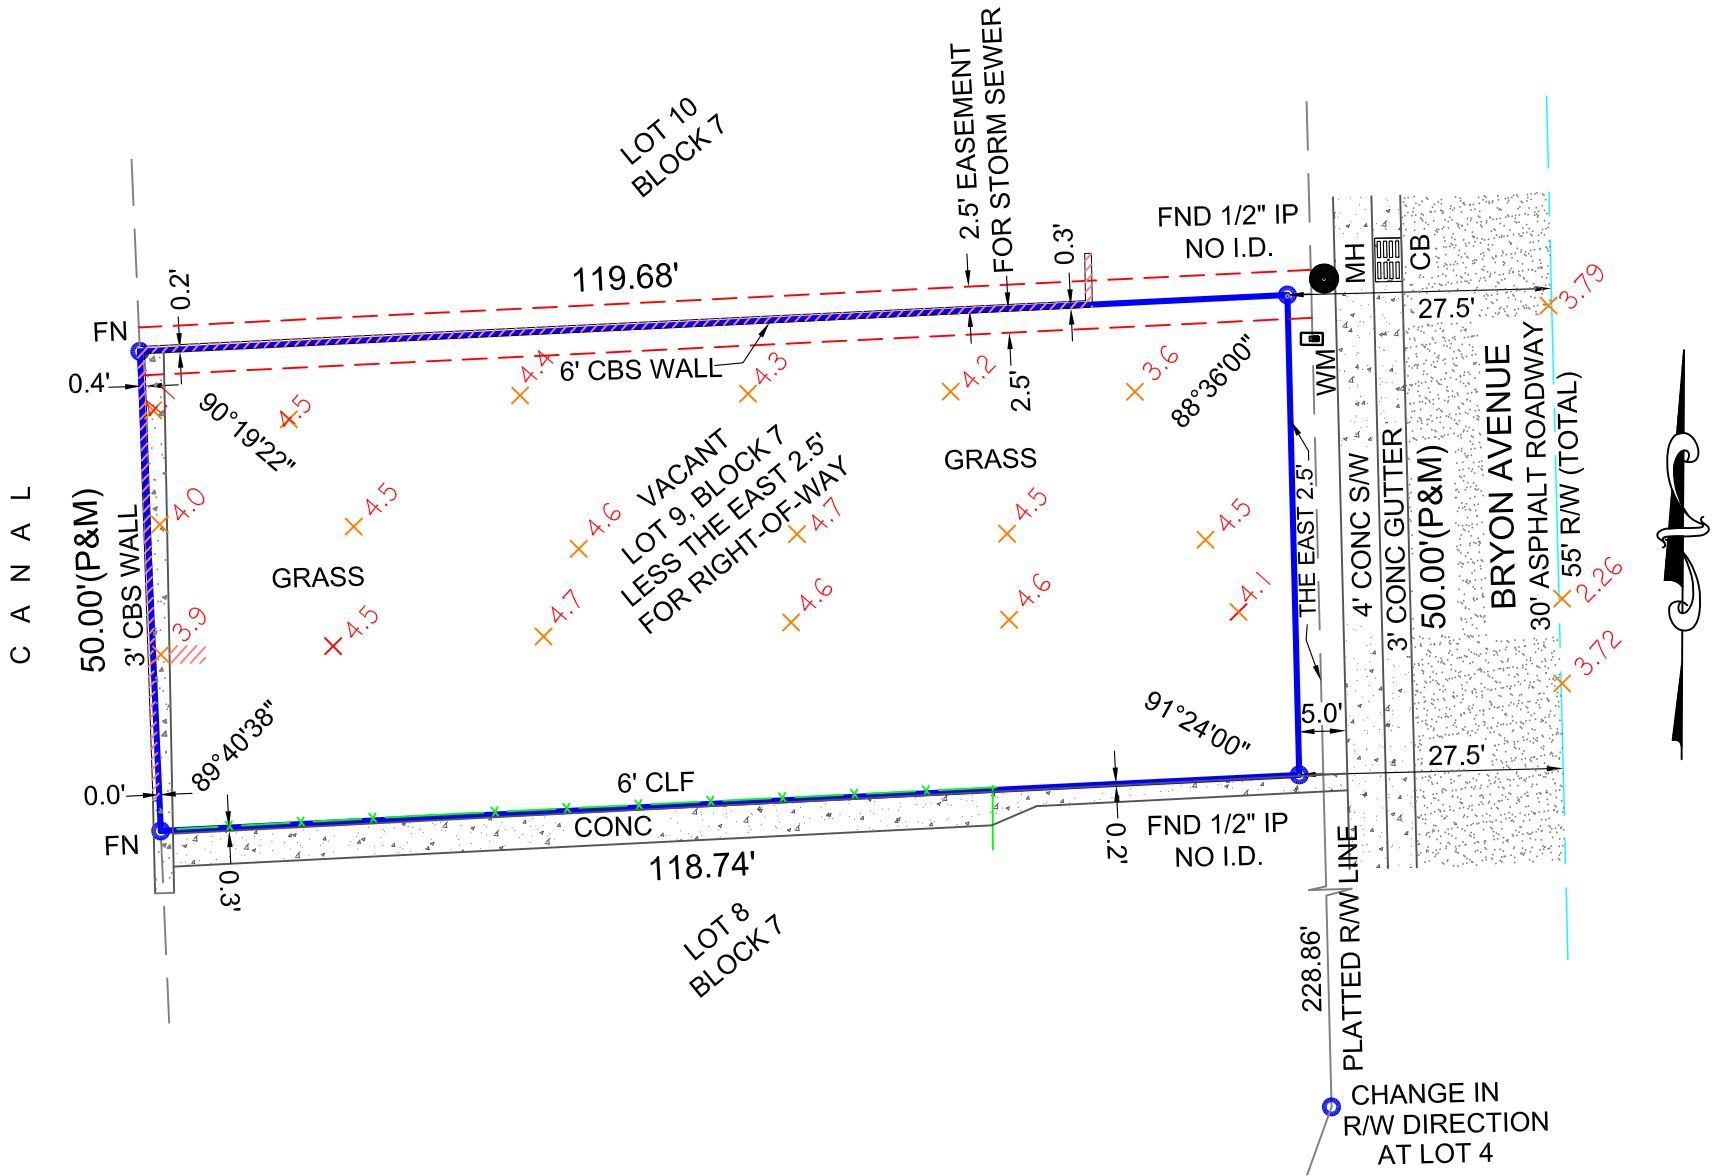 LOT 10
BLOCK 7
2.5' EASEMENT
FOR STORM SEWER
0.3'
FND 1/2" IP
NO I.D.
MH
CB
27.5'
3.79
119.68'
0.2'
FN
0.4'
4.1
90°19'22"
4.5
4.4
6' CBS WALL
4.3
4.2
2.5'
3.6
88°36'00"
WM
C A N A L
50.00'(P&M)
3' CBS WALL
4.0
4.5
4.6
VACANT
LOT 9, BLOCK 7
LESS THE EAST 2.5'
FOR RIGHT-OF-WAY
4.7
GRASS
4.5
4.5
THE EAST 2.5'
4' CONC S/W
3' CONC GUTTER
50.00'(P&M)
BRYON AVENUE
30' ASPHALT ROADWAY
55' R/W (TOTAL)
2.26
3.72
GRASS
3.9
4.5
4.7
4.6
4.6
4.1
91°24'00"
5.0'
27.5'
0.0'
89°40'38"
6' CLF
CONC
FN
0.3'
118.74'
0.2'
FND 1/2" IP
NO I.D.
LOT 8
BLOCK 7
228.86'
PLATTED R/W LINE
CHANGE IN
R/W DIRECTION
AT LOT 4